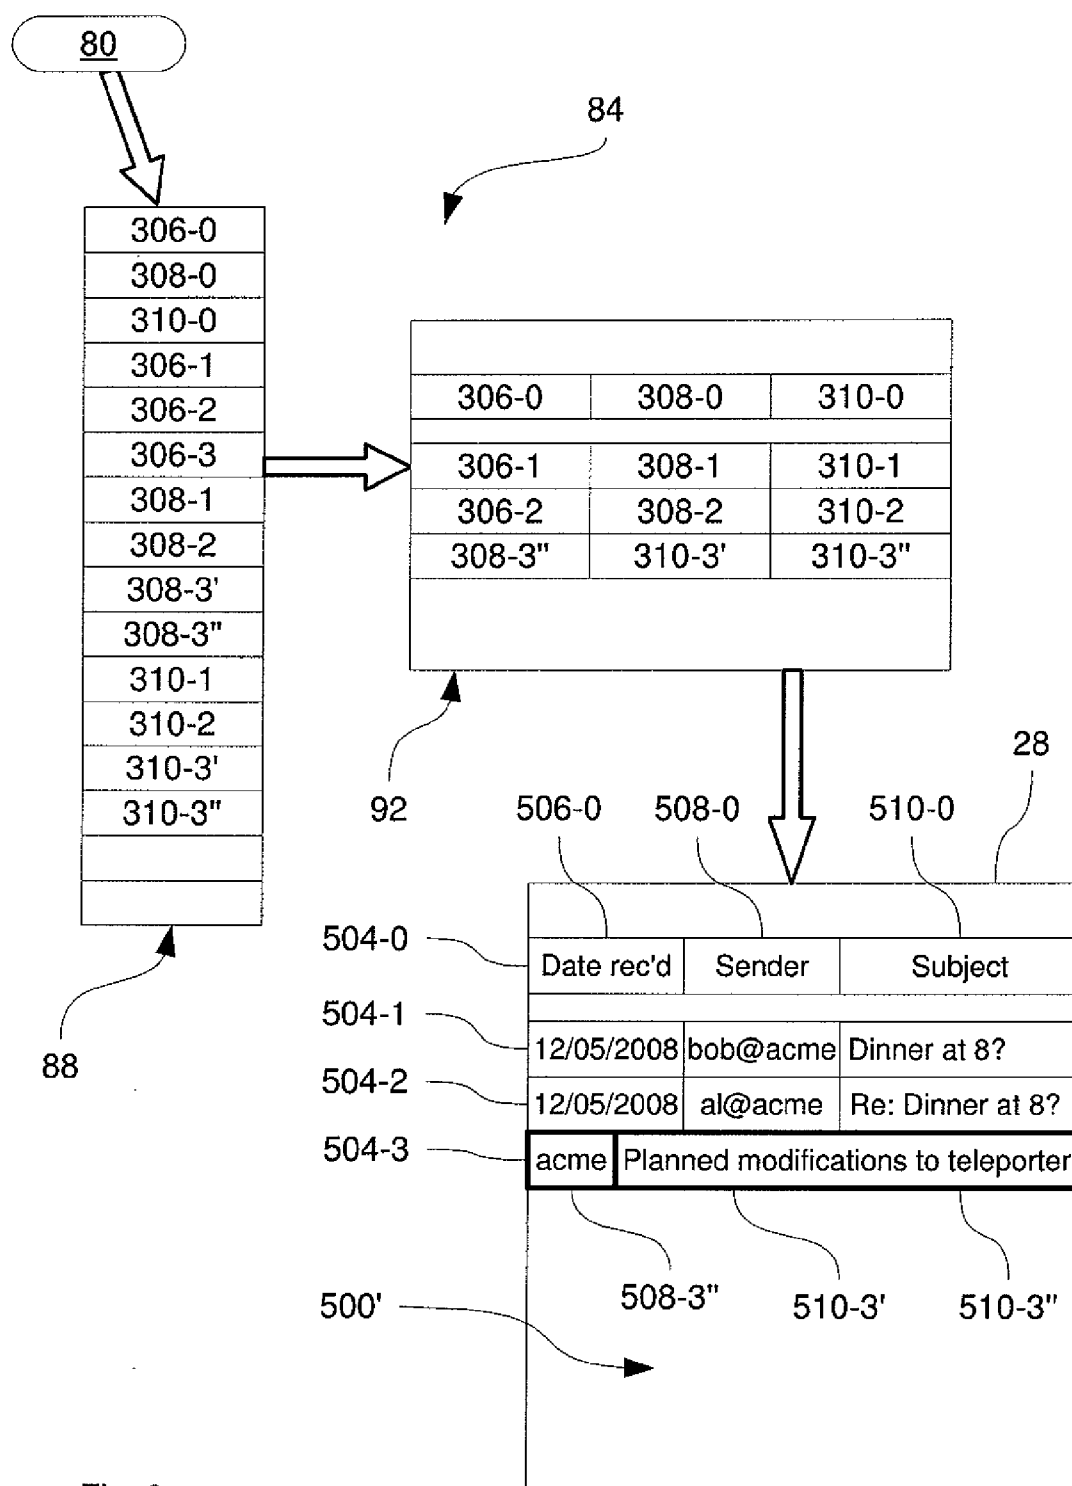 80
84
306-0
308-0
310-0
306-1
306-2
306-3
308-1
308-2
308-3'
308-3"
310-1
310-2
310-3'
310-3"
88
306-0 308-0 310-0
306-1 308-1 310-1
306-2 308-2 310-2
308-3" 310-3' 310-3"
92
28
506-0 508-0 510-0
504-0 Date rec'd Sender Subject
504-1 12/05/2008 bob@acme Dinner at 8?
504-2 12/05/2008 al@acme Re: Dinner at 8?
504-3 acme Planned modifications to teleporter
508-3" 510-3' 510-3"
500'